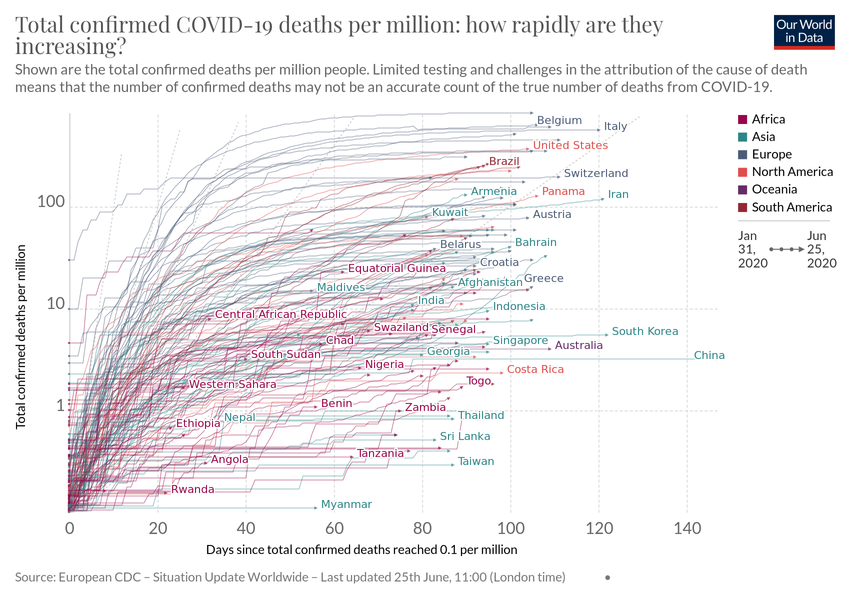 Total confirmed COVID-19 deaths per million: how rapidly are they
increasing?
Our World
in Data
Shown are the total confirmed deaths per million people. Limited testing and challenges in the attribution of the cause of death
means that the number of confirmed deaths may not be an accurate count of the true number of deaths from COVID-19.
Total confirmed deaths per million
100
10
1
Belgium
Italy
United States
Brazil
Switzerland
Armenia
Panama
Iran
Kuwait
Austria
Belarus
Bahrain
Croatia
Equatorial Guinea
Afghanistan
Greece
Maldives
India
Indonesia
Central African Republic
Swaziland
Senegal
South Korea
Chad
Singapore
Australia
South Sudan
Georgia
China
Nigeria
Costa Rica
Western Sahara
Togo
Benin
Zambia
Ethiopia
Nepal
Thailand
Sri Lanka
Angola
Tanzania
Taiwan
Rwanda
Myanmar
0
20
40
60
80
100
120
140
Days since total confirmed deaths reached 0.1 per million
Africa
Asia
Europe
North America
Oceania
South America
Jan
31,
2020
Jun
25,
2020
Source: European CDC – Situation Update Worldwide – Last updated 25th June, 11:00 (London time)